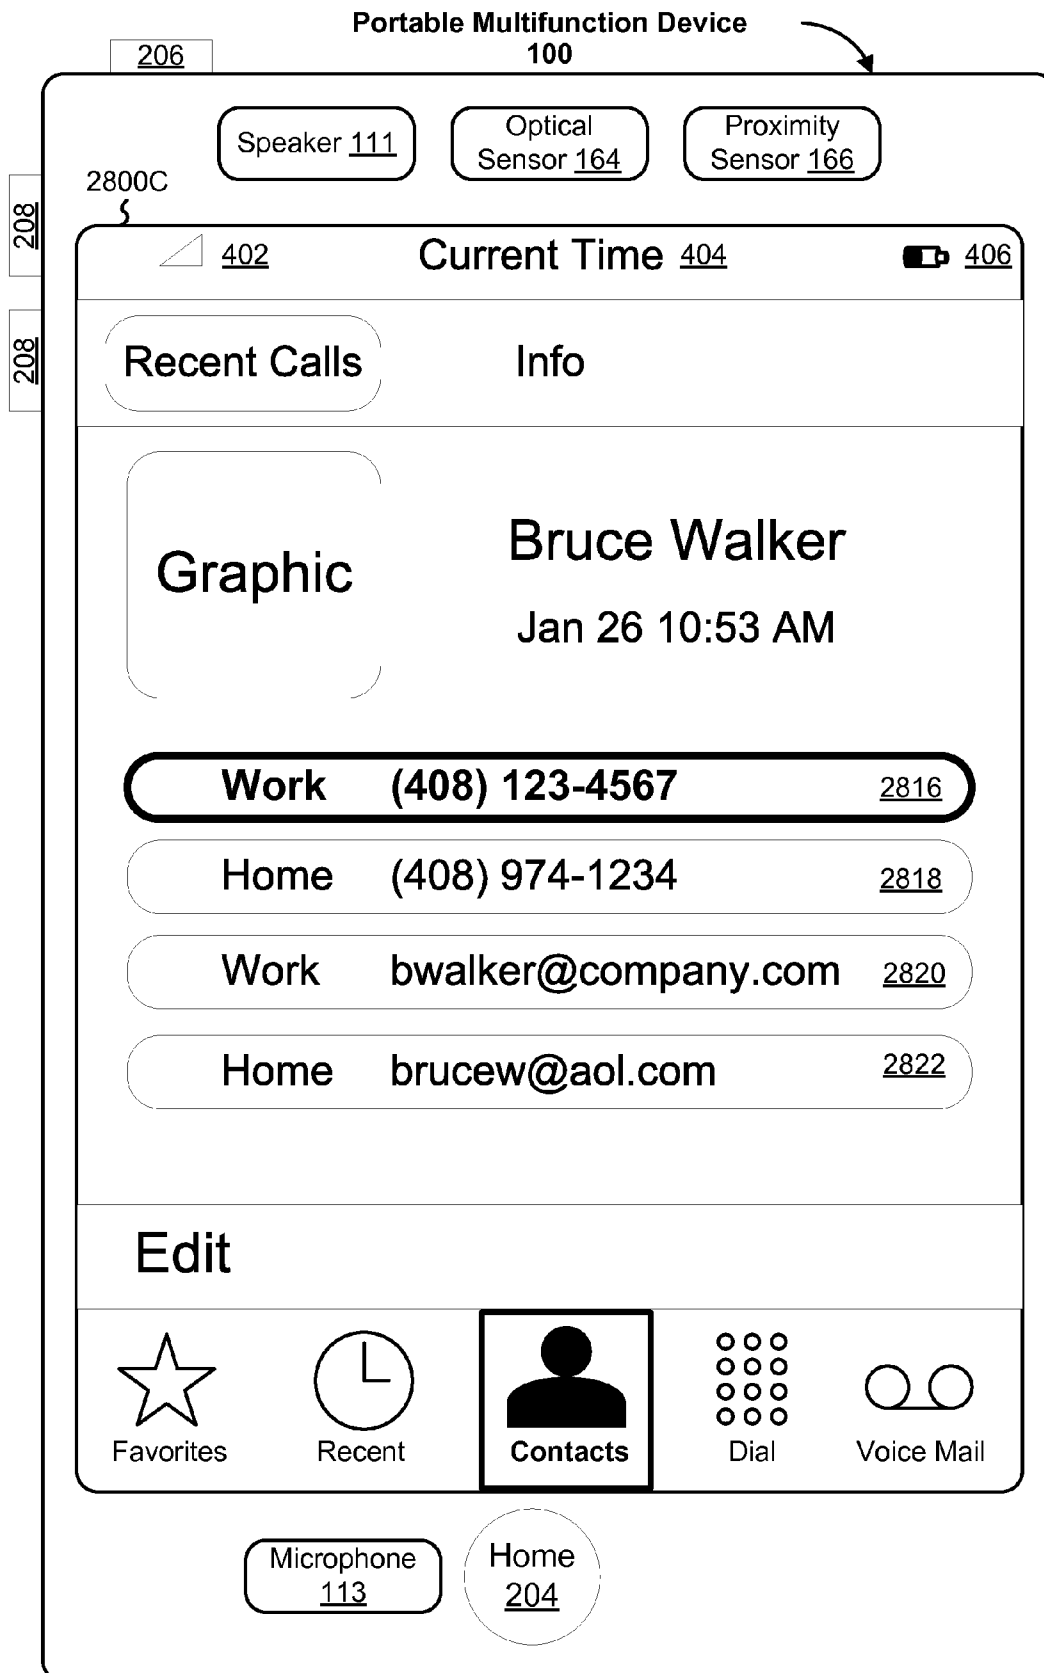 Portable Multifunction Device
100
206
Speaker 111
Optical
Sensor 164
Proximity
Sensor 166
2800C
208
208
402
Current Time 404
406
Recent Calls
Info
Graphic
Bruce Walker
Jan 26 10:53 AM
Work (408) 123-4567 2816
Home (408) 974-1234 2818
Work bwalker@company.com 2820
Home brucew@aol.com 2822
Edit
Favorites
Recent
Contacts
Dial
Voice Mail
Microphone
113
Home
204